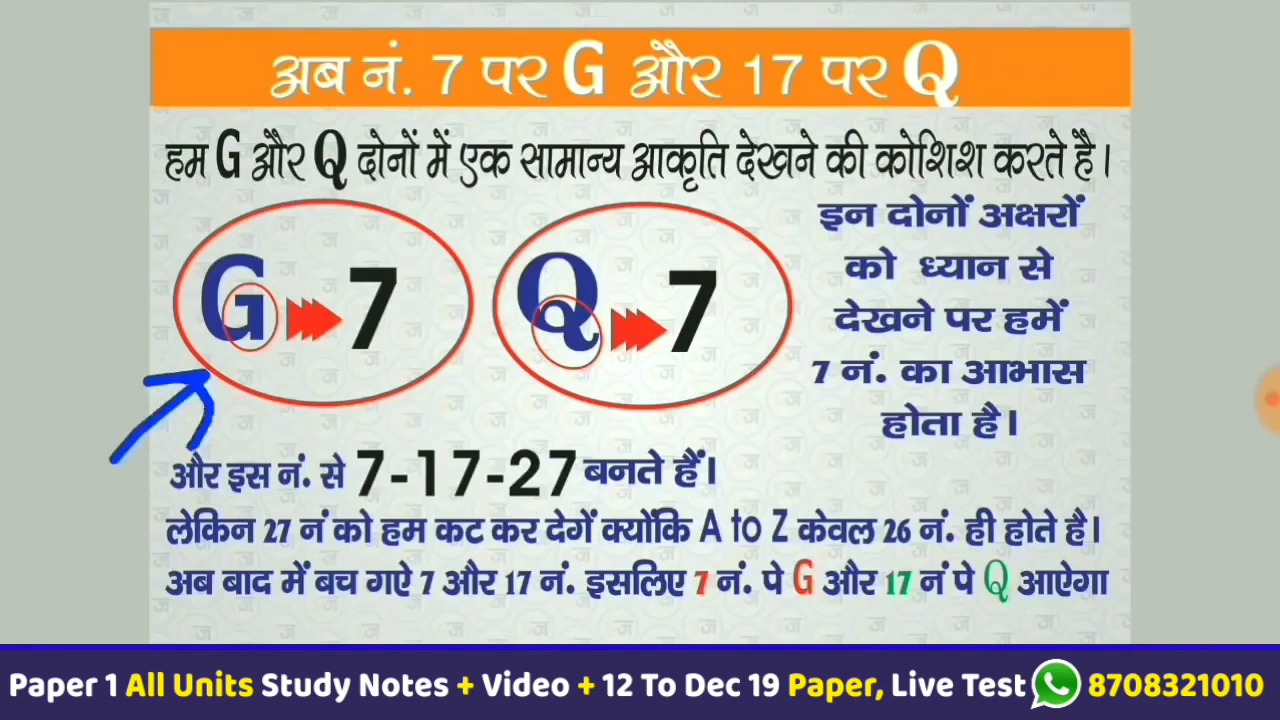 अब नं. 7 पर G और 17 पर Q
हम G और Q दोनों में एक सामान्य आकृति देखने की कोशिश करते है।
G 7
Q 7
इन दोनों अक्षरों
को ध्यान से
देखने पर हमें
7 नं. का आभास
होता है।
और इस नं. से 7-17-27 बनते हैं।
लेकिन 27 नं को हम कट कर देगें क्योंकि A to Z केवल 26 नं. ही होते है।
अब बाद में बच गऐ 7 और 17 नं. इसलिए 7 नं. पे G और 17 नं पे Q आऐगा
Paper 1 All Units Study Notes + Video + 12 To Dec 19 Paper, Live Test 8708321010